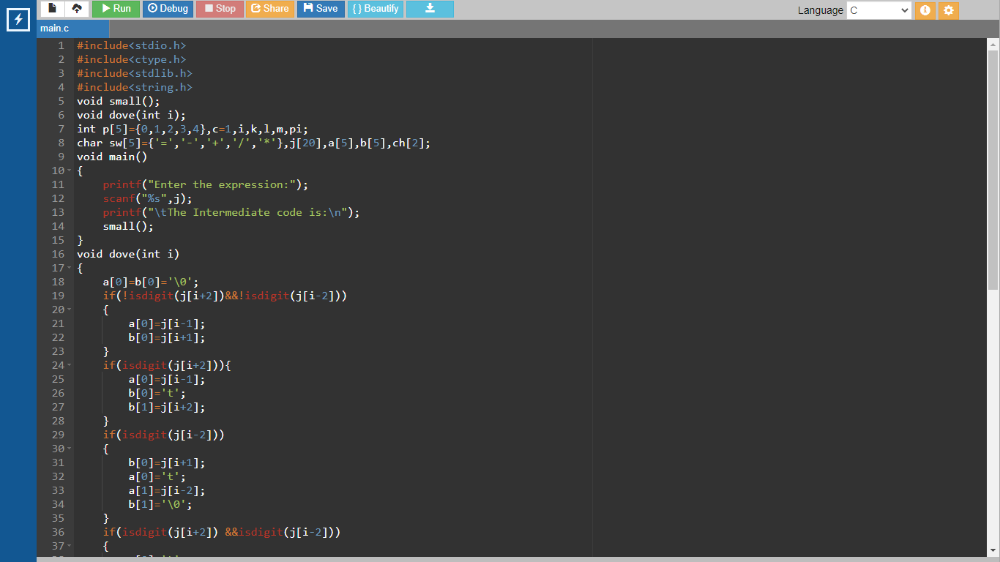 Run Debug Stop Share Save { } Beautify Language C
main.c
1 #include<stdio.h>
2 #include<ctype.h>
3 #include<stdlib.h>
4 #include<string.h>
5 void small();
6 void dove(int i);
7 int p[5]={0,1,2,3,4},c=1,i,k,l,m,pi;
8 char sw[5]={'=','-','+','/','*'},j[20],a[5],b[5],ch[2];
9 void main()
10 {
11     printf("Enter the expression:");
12     scanf("%s",j);
13     printf("\tThe Intermediate code is:\n");
14     small();
15 }
16 void dove(int i)
17 {
18     a[0]=b[0]='\0';
19     if(!isdigit(j[i+2])&&!isdigit(j[i-2]))
20     {
21         a[0]=j[i-1];
22         b[0]=j[i+1];
23     }
24     if(isdigit(j[i+2])){
25         a[0]=j[i-1];
26         b[0]='t';
27         b[1]=j[i+2];
28     }
29     if(isdigit(j[i-2]))
30     {
31         b[0]=j[i+1];
32         a[0]='t';
33         a[1]=j[i-2];
34         b[1]='\0';
35     }
36     if(isdigit(j[i+2]) &&isdigit(j[i-2]))
37     {